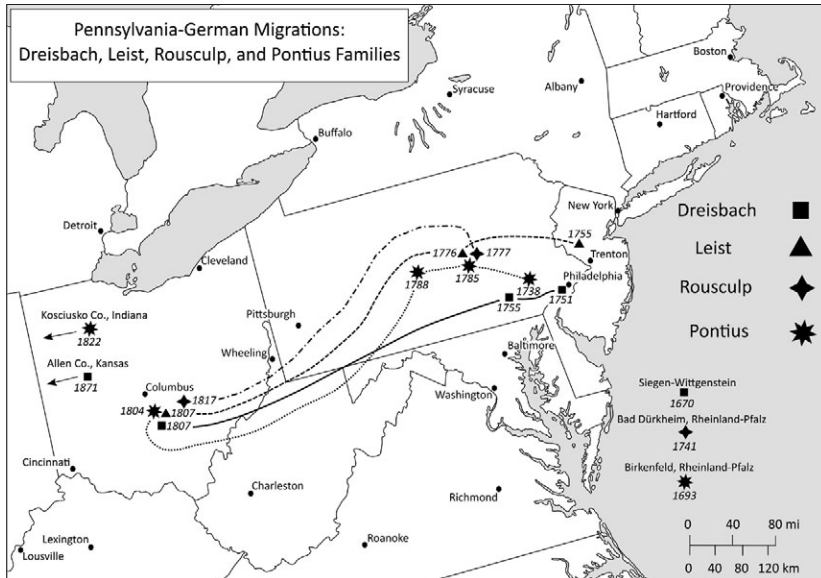 Pennsylvania-German Migrations:
Dreisbach, Leist, Rousculp, and Pontius Families
Boston
Syracuse
Albany
Providence
Hartford
Buffalo
Detroit
New York
Dreisbach
1755
Cleveland
1776
1777
Trenton
Leist
Philadelphia
1788
1785
1738
1755
1751
Rousculp
Kosciusko Co., Indiana
1822
Pittsburgh
Pontius
Wheeling
Baltimore
Allen Co., Kansas
1871
Columbus
1817
Washington
Siegen-Wittgenstein
1670
1804
1807
1807
Bad Dürkheim, Rheinland-Pfalz
1741
Cincinnati
Birkenfeld, Rheinland-Pfalz
1693
Charleston
Richmond
0 40 80 mi
Lexington
Lousville
Roanoke
0 60 120 km